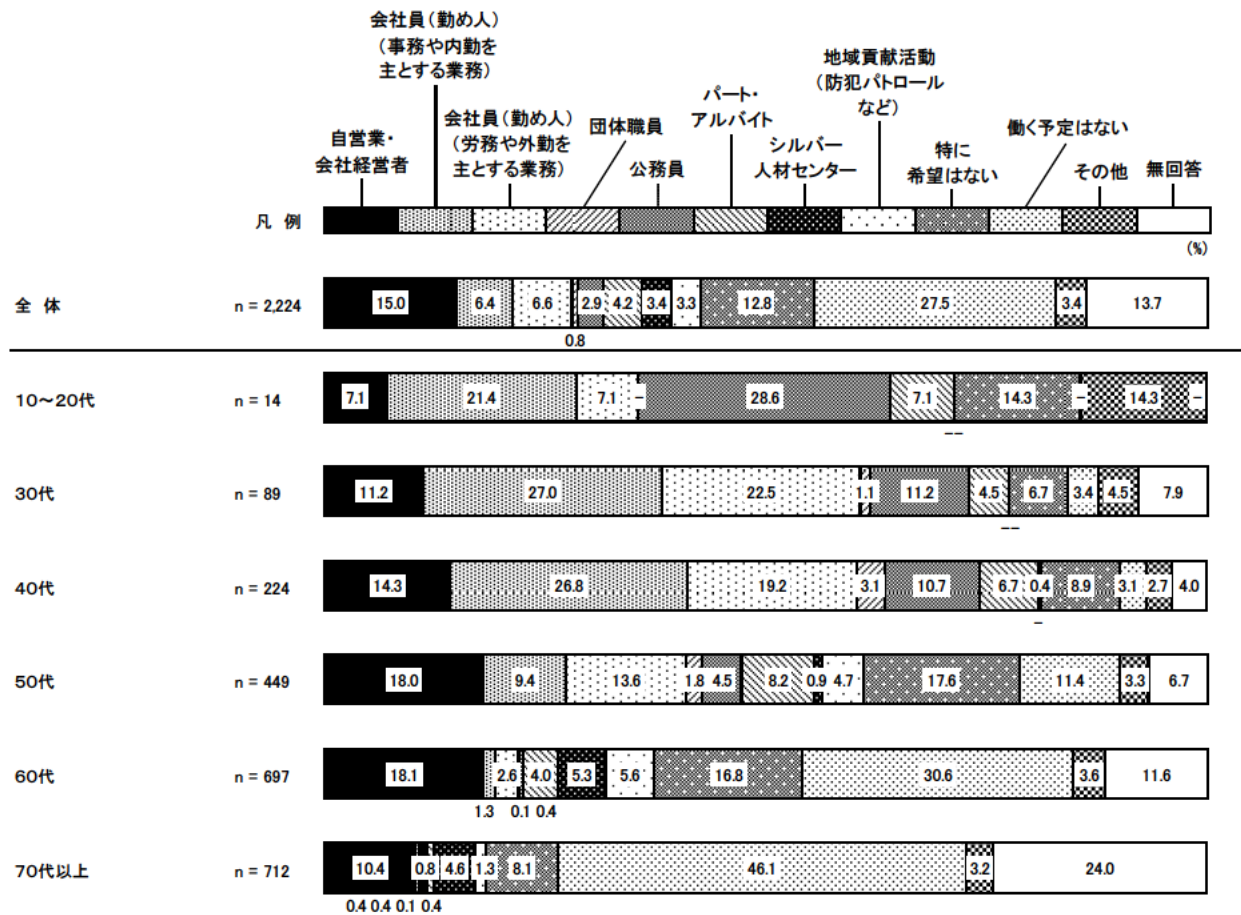 会社員(勤め人)
(事務や内勤を
主とする業務)
自営業・
会社経営者
会社員(勤め人)
(労務や外勤を
主とする業務)
団体職員
公務員
パート・
アルバイト
シルバー
人材センター
地域貢献活動
(防犯パトロール
など)
特に
希望はない
働く予定はない
その他
無回答
凡 例
(%)
全 体 n = 2,224 15.0 6.4 6.6 2.9 4.2 3.4 3.3 12.8 27.5 3.4 13.7
0.8
10~20代 n = 14 7.1 21.4 7.1 - 28.6 7.1 14.3 - 14.3 -
--
30代 n = 89 11.2 27.0 22.5 1.1 11.2 4.5 6.7 3.4 4.5 7.9
--
40代 n = 224 14.3 26.8 19.2 3.1 10.7 6.7 0.4 8.9 3.1 2.7 4.0
-
50代 n = 449 18.0 9.4 13.6 1.8 4.5 8.2 0.9 4.7 17.6 11.4 3.3 6.7
60代 n = 697 18.1 2.6 4.0 5.3 5.6 16.8 30.6 3.6 11.6
1.3 0.1 0.4
70代以上 n = 712 10.4 0.8 4.6 1.3 8.1 46.1 3.2 24.0
0.4 0.4 0.1 0.4